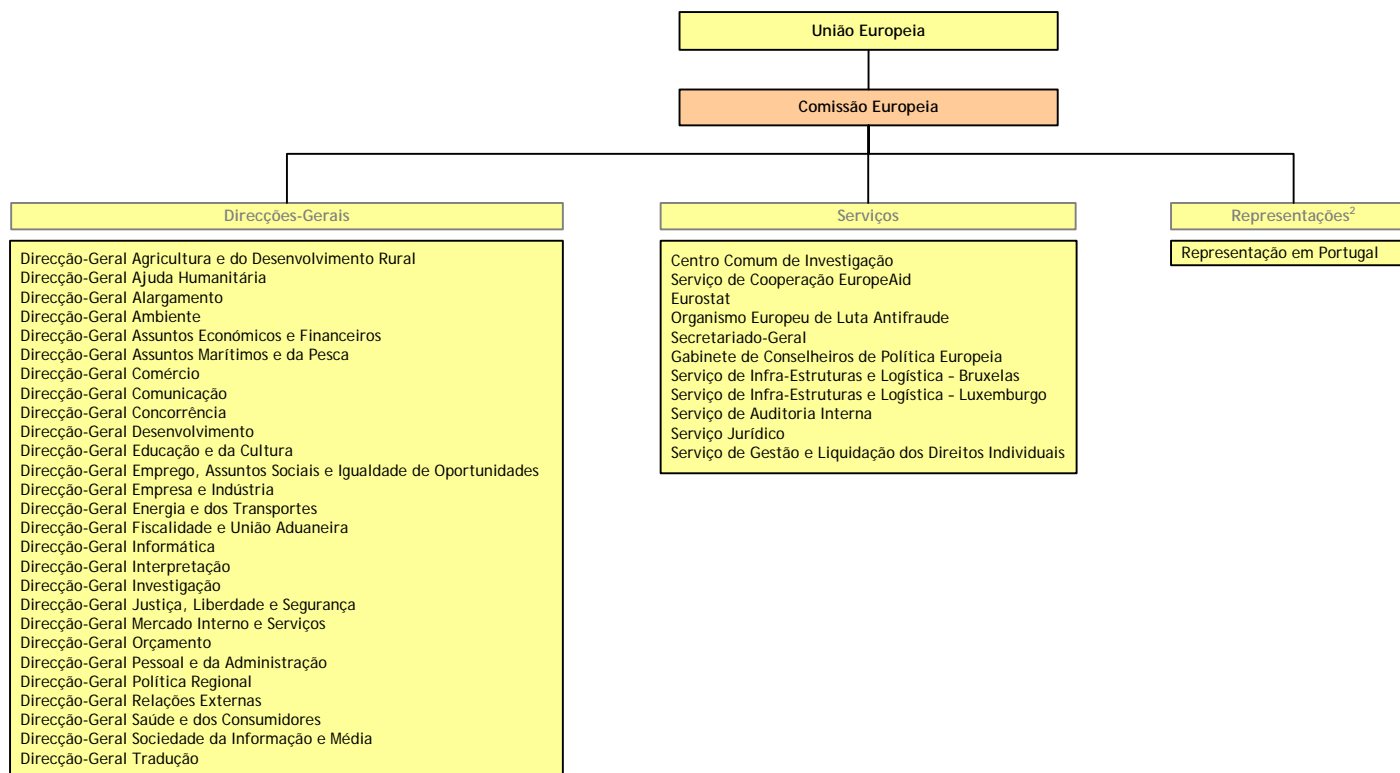 União Europeia
Comissão Europeia
Direcções-Gerais
Direcção-Geral Agricultura e do Desenvolvimento Rural
Direcção-Geral Ajuda Humanitária
Direcção-Geral Alargamento
Direcção-Geral Ambiente
Direcção-Geral Assuntos Económicos e Financeiros
Direcção-Geral Assuntos Marítimos e da Pesca
Direcção-Geral Comércio
Direcção-Geral Comunicação
Direcção-Geral Concorrência
Direcção-Geral Desenvolvimento
Direcção-Geral Educação e da Cultura
Direcção-Geral Emprego, Assuntos Sociais e Igualdade de Oportunidades
Direcção-Geral Empresa e Indústria
Direcção-Geral Energia e dos Transportes
Direcção-Geral Fiscalidade e União Aduaneira
Direcção-Geral Informática
Direcção-Geral Interpretação
Direcção-Geral Investigação
Direcção-Geral Justiça, Liberdade e Segurança
Direcção-Geral Mercado Interno e Serviços
Direcção-Geral Orçamento
Direcção-Geral Pessoal e da Administração
Direcção-Geral Política Regional
Direcção-Geral Relações Externas
Direcção-Geral Saúde e dos Consumidores
Direcção-Geral Sociedade da Informação e Média
Direcção-Geral Tradução
Serviços
Centro Comum de Investigação
Serviço de Cooperação EuropeAid
Eurostat
Organismo Europeu de Luta Antifraude
Secretariado-Geral
Gabinete de Conselheiros de Política Europeia
Serviço de Infra-Estruturas e Logística – Bruxelas
Serviço de Infra-Estruturas e Logística – Luxemburgo
Serviço de Auditoria Interna
Serviço Jurídico
Serviço de Gestão e Liquidação dos Direitos Individuais
Representações²
Representação em Portugal